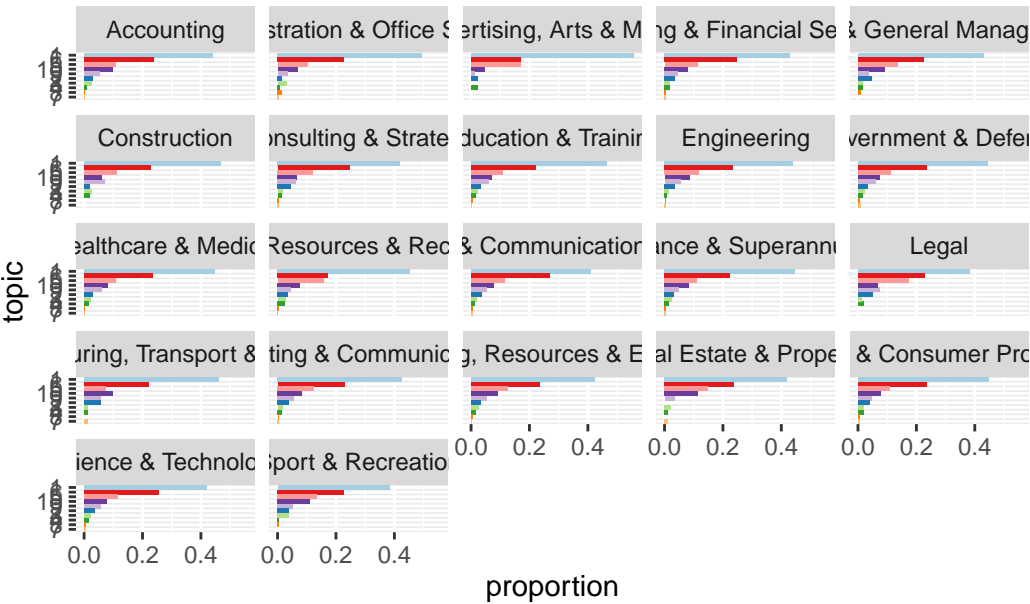 Accounting
stration & Office S
ertising, Arts & M
ng & Financial Se
& General Manag
Construction
onsulting & Strate
ducation & Trainin
Engineering
vernment & Defen
ealthcare & Medic
Resources & Rec
& Communication
ance & Superannu
Legal
uring, Transport &
ting & Communic
g, Resources & E
al Estate & Prope
& Consumer Pro
0.0 0.2 0.4
0.0 0.2 0.4
0.0 0.2 0.4
ience & Technolo
Sport & Recreation
0.0 0.2 0.4
0.0 0.2 0.4
topic
proportion